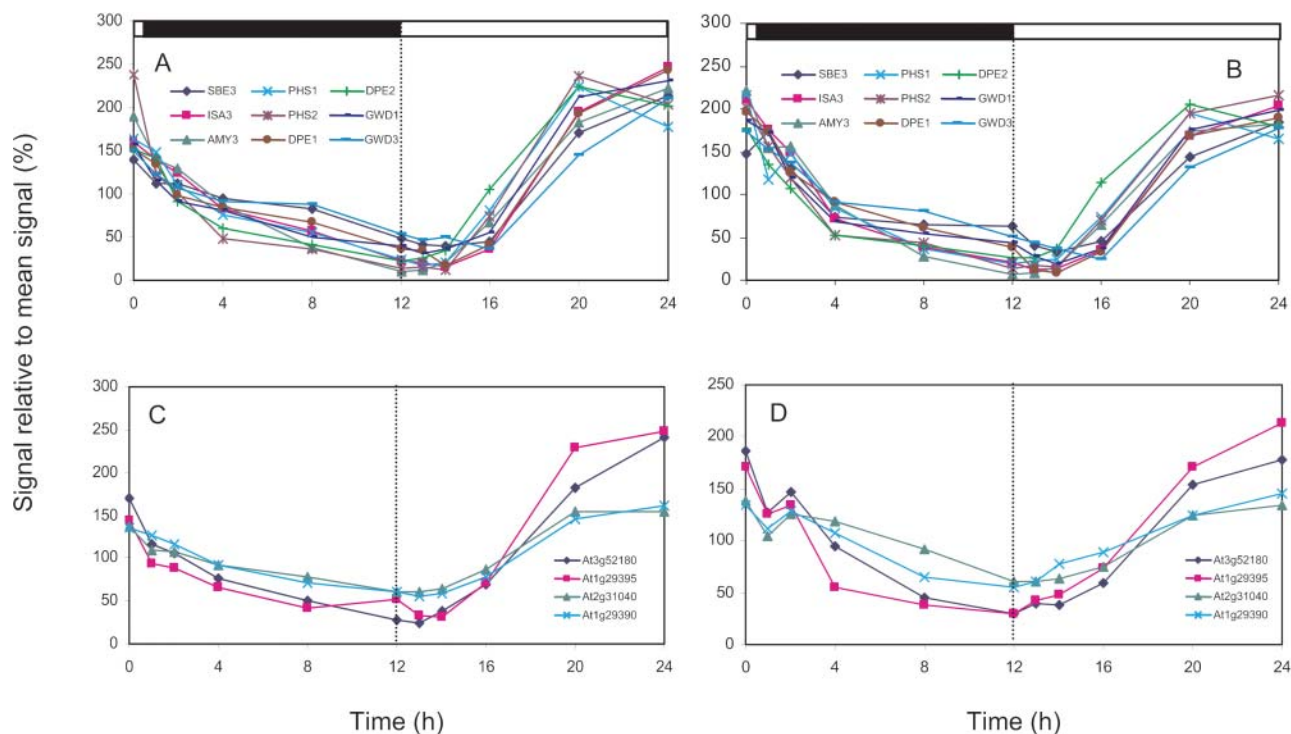 Signal relative to mean signal (%)
300
250
200
150
100
50
0
A
SBE3 PHS1 DPE2
ISA3 PHS2 GWD1
AMY3 DPE1 GWD3
0 4 8 12 16 20 24
300
250
200
150
100
50
0
B
SBE3 PHS1 DPE2
ISA3 PHS2 GWD1
AMY3 DPE1 GWD3
0 4 8 12 16 20 24
300
250
200
150
100
50
0
C
At3g52180
At1g29395
At2g31040
At1g29390
0 4 8 12 16 20 24
Time (h)
250
200
150
100
50
0
D
At3g52180
At1g29395
At2g31040
At1g29390
0 4 8 12 16 20 24
Time (h)